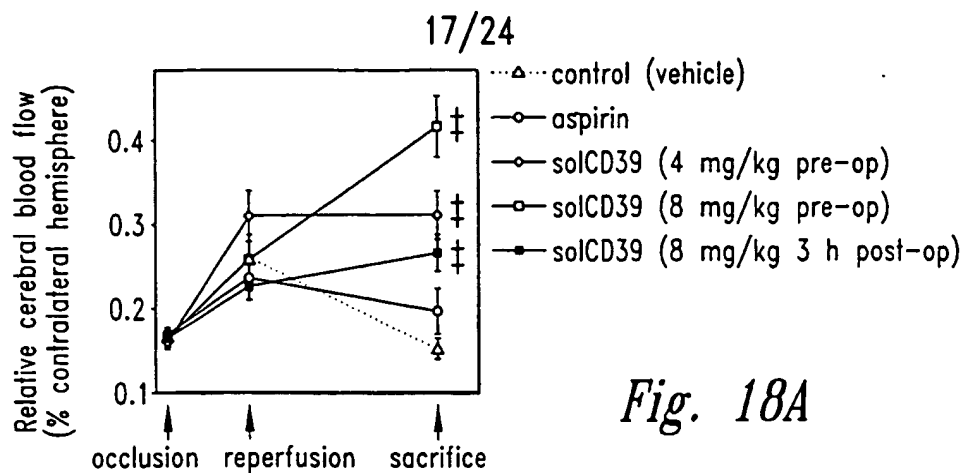 17/24
Relative cerebral blood flow
(% contralateral hemisphere)
0.4
0.3
0.2
0.1
‡
‡
‡
occlusion reperfusion sacrifice
control (vehicle)
aspirin
solCD39 (4 mg/kg pre-op)
solCD39 (8 mg/kg pre-op)
solCD39 (8 mg/kg 3 h post-op)
Fig. 18A